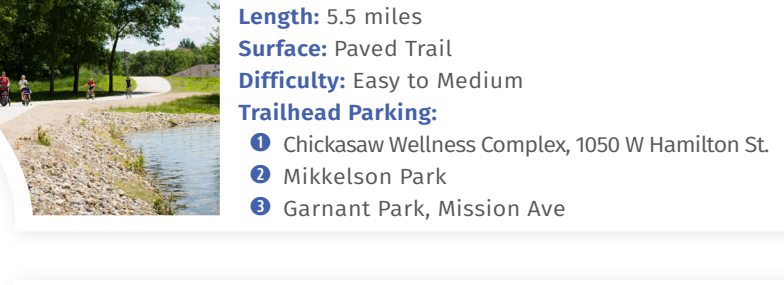 Length: 5.5 miles
Surface: Paved Trail
Difficulty: Easy to Medium
Trailhead Parking:
1 Chickasaw Wellness Complex, 1050 W Hamilton St.
2 Mikkelson Park
3 Garnant Park, Mission Ave